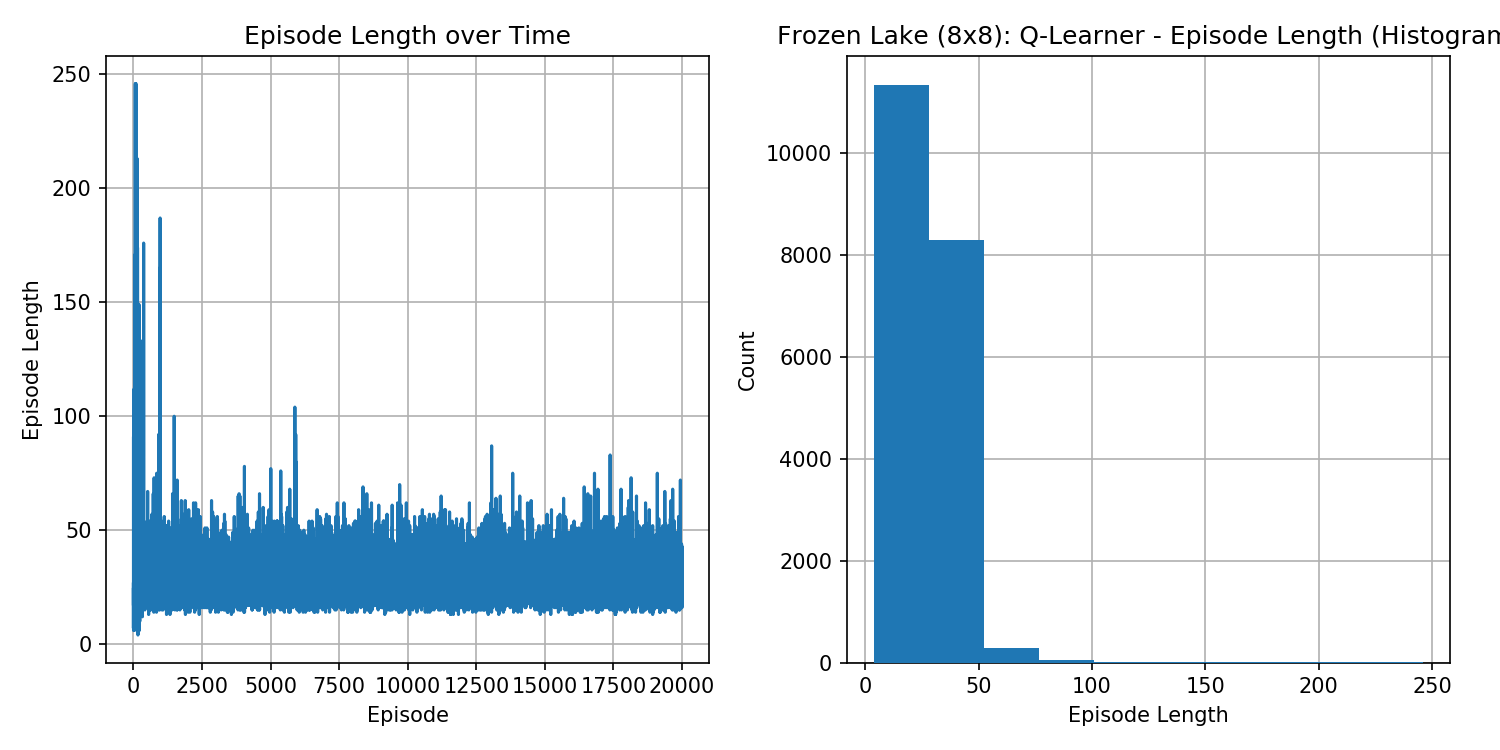 Episode Length over Time
250
200
150
100
50
0
Episode Length
0 2500 5000 7500 10000 12500 15000 17500 20000
Episode
Frozen Lake (8x8): Q-Learner - Episode Length (Histogram
10000
8000
6000
4000
2000
0
Count
0 50 100 150 200 250
Episode Length